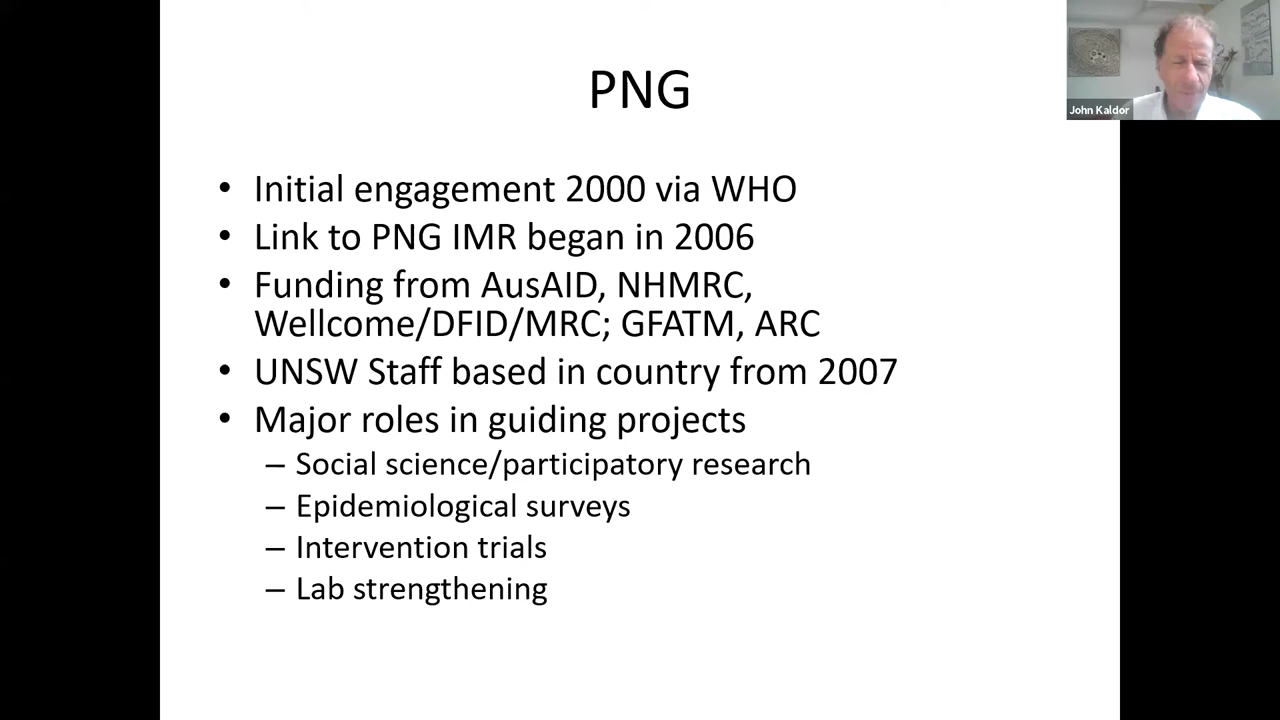 PNG
John Kaldor
• Initial engagement 2000 via WHO
• Link to PNG IMR began in 2006
• Funding from AusAID, NHMRC,
Wellcome/DFID/MRC; GFATM, ARC
• UNSW Staff based in country from 2007
• Major roles in guiding projects
– Social science/participatory research
– Epidemiological surveys
– Intervention trials
– Lab strengthening